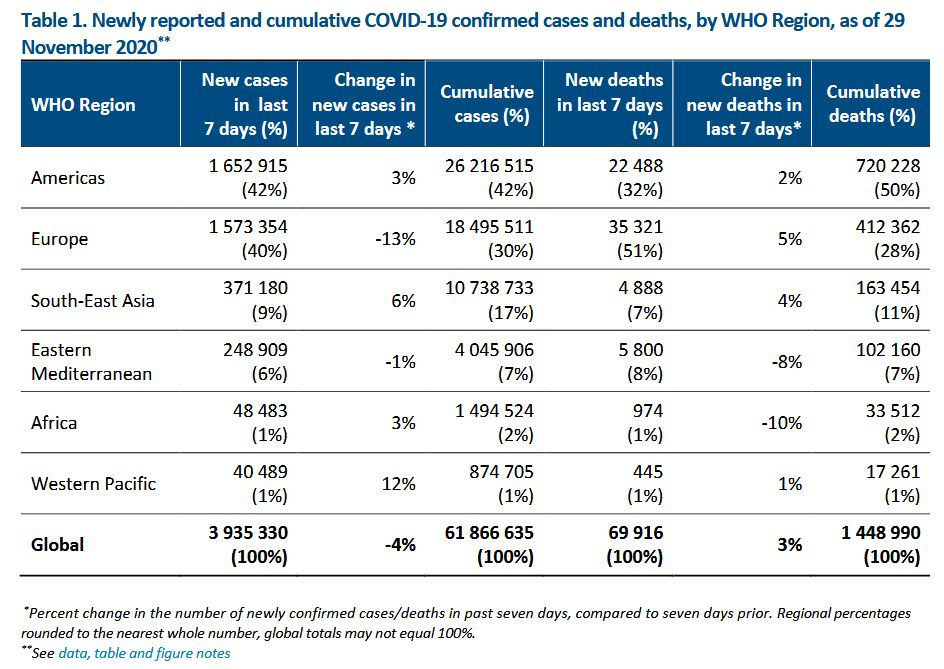 Table 1. Newly reported and cumulative COVID-19 confirmed cases and deaths, by WHO Region, as of 29
November 2020**
WHO Region
New cases
in last
7 days (%)
Change in
new cases in
last 7 days *
Cumulative
cases (%)
New deaths
in last 7 days
(%)
Change in
new deaths in
last 7 days*
Cumulative
deaths (%)
Americas
1 652 915
(42%)
3%
26 216 515
(42%)
22 488
(32%)
2%
720 228
(50%)
Europe
1 573 354
(40%)
-13%
18 495 511
(30%)
35 321
(51%)
5%
412 362
(28%)
South-East Asia
371 180
(9%)
6%
10 738 733
(17%)
4 888
(7%)
4%
163 454
(11%)
Eastern
Mediterranean
248 909
(6%)
-1%
4 045 906
(7%)
5 800
(8%)
-8%
102 160
(7%)
Africa
48 483
(1%)
3%
1 494 524
(2%)
974
(1%)
-10%
33 512
(2%)
Western Pacific
40 489
(1%)
12%
874 705
(1%)
445
(1%)
1%
17 261
(1%)
Global
3 935 330
(100%)
-4%
61 866 635
(100%)
69 916
(100%)
3%
1 448 990
(100%)
*Percent change in the number of newly confirmed cases/deaths in past seven days, compared to seven days prior. Regional percentages
rounded to the nearest whole number, global totals may not equal 100%.
**See data, table and figure notes